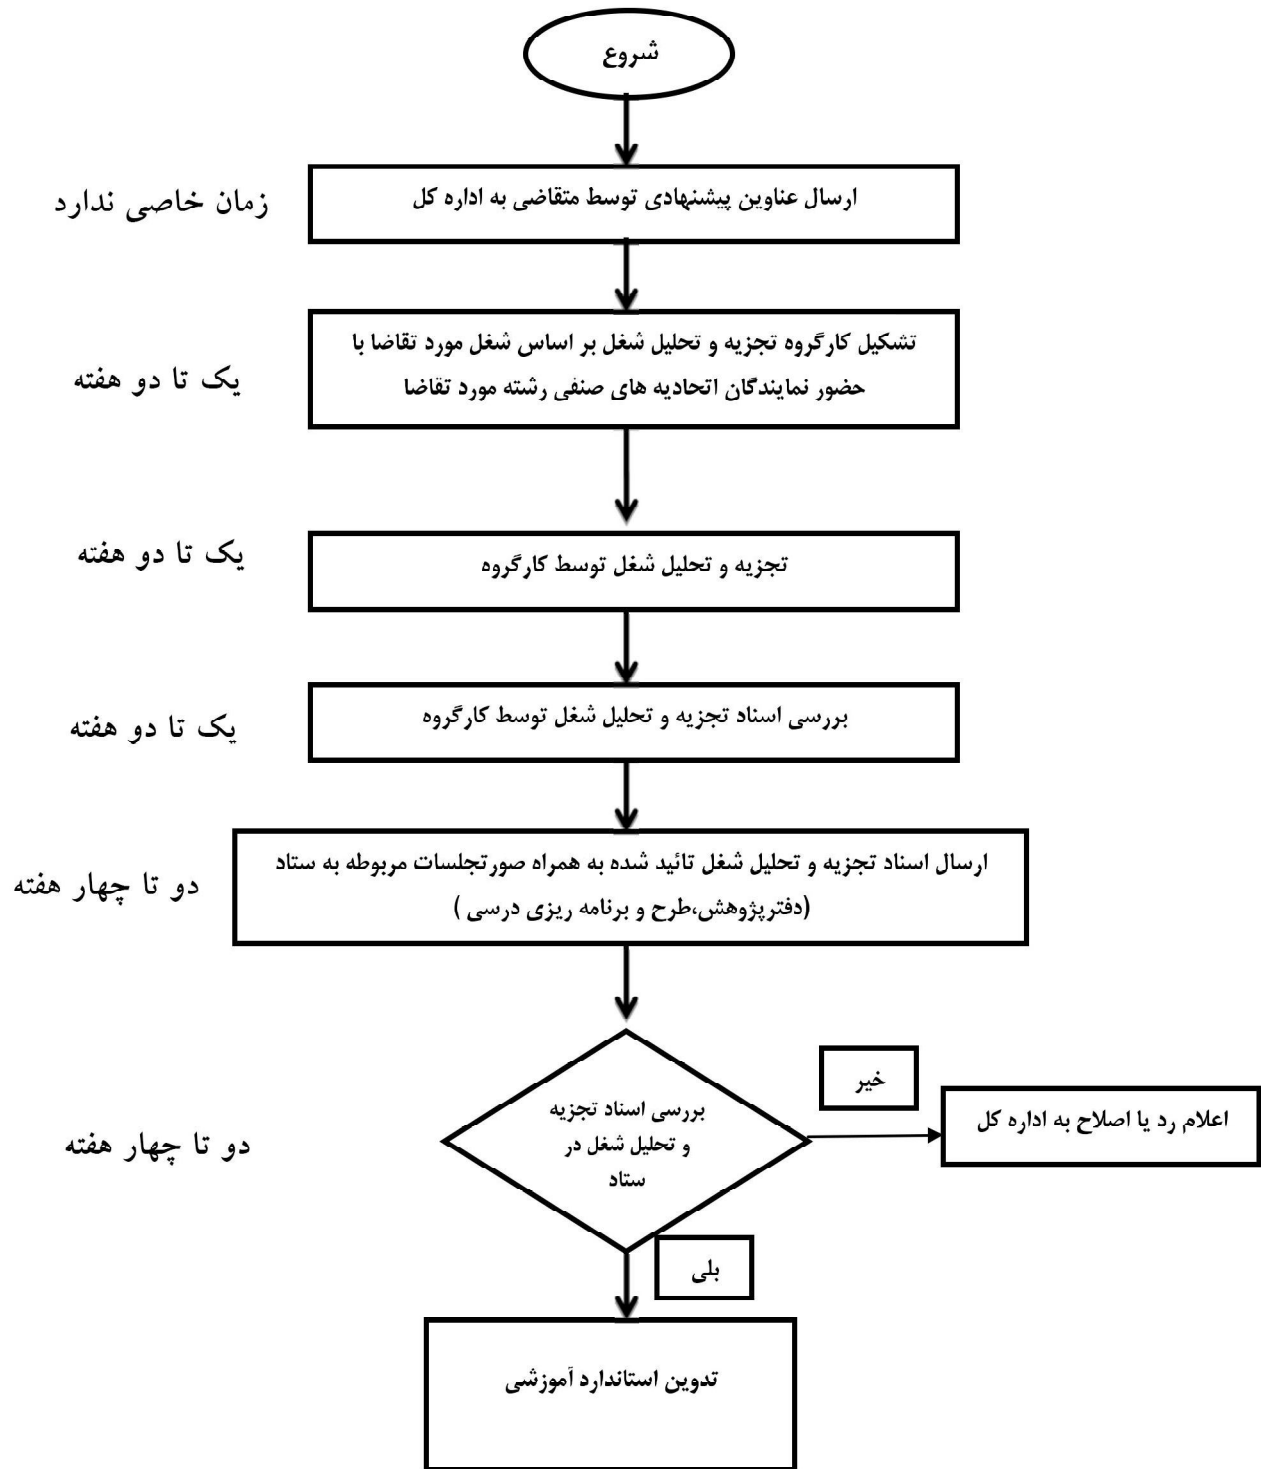 شروع
ارسال عناوین پیشنهادی توسط متقاضی به اداره کل
زمان خاصی ندارد
تشکیل کارگروه تجزیه و تحلیل شغل بر اساس شغل مورد تقاضا با
حضور نمایندگان اتحادیه های صنفی رشته مورد تقاضا
یک تا دو هفته
تجزیه و تحلیل شغل توسط کارگروه
یک تا دو هفته
بررسی اسناد تجزیه و تحلیل شغل توسط کارگروه
یک تا دو هفته
ارسال اسناد تجزیه و تحلیل شغل تائید شده به همراه صورتجلسات مربوطه به ستاد
(دفترپژوهش،طرح و برنامه ریزی درسی )
دو تا چهار هفته
بررسی اسناد تجزیه
و تحلیل شغل در
ستاد
خیر
اعلام رد یا اصلاح به اداره کل
دو تا چهار هفته
بلی
تدوین استاندارد آموزشی